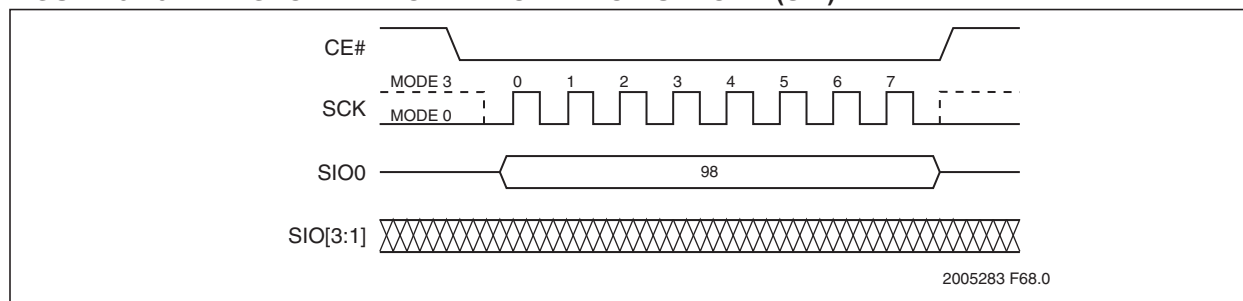 CE#
MODE 3 0 1 2 3 4 5 6 7
SCK
MODE 0
SIO0 98
SIO[3:1]
2005283 F68.0